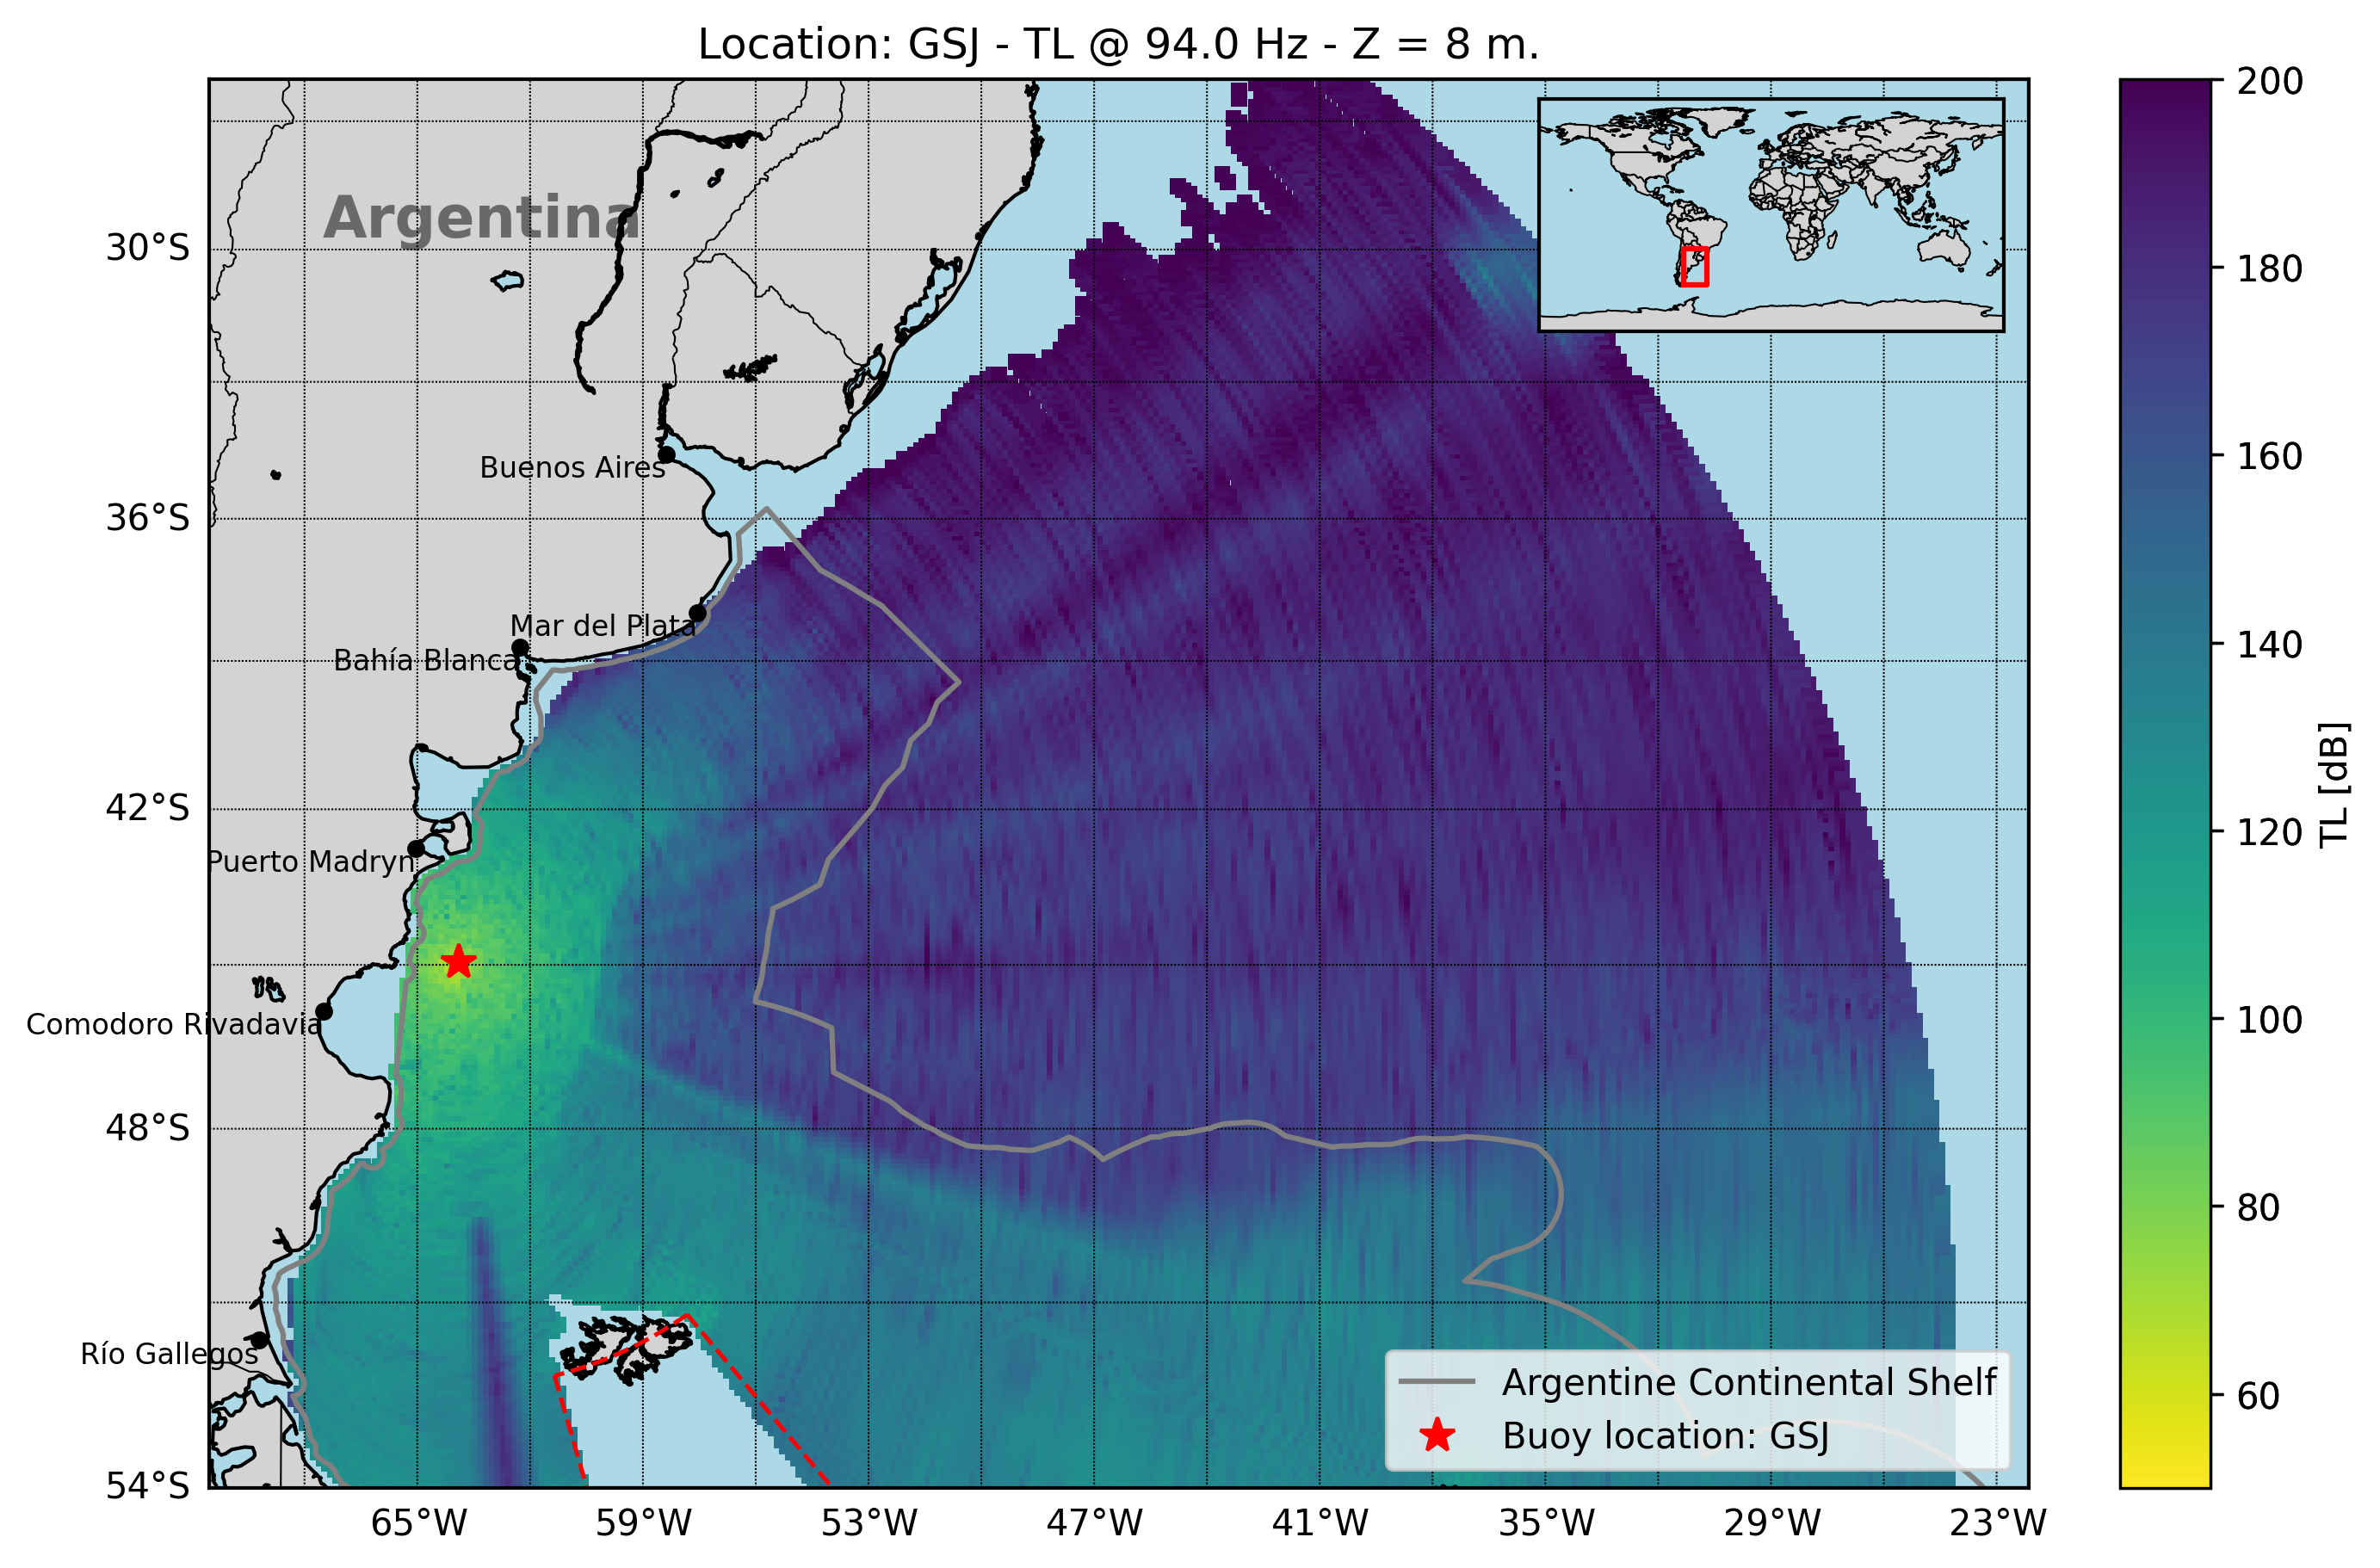 Location: GSJ - TL @ 94.0 Hz - Z = 8 m.
Argentina
Buenos Aires
Mar del Plata
Bahía Blanca
Puerto Madryn
Comodoro Rivadavia
Río Gallegos
30°S
36°S
42°S
48°S
54°S
65°W
59°W
53°W
47°W
41°W
35°W
29°W
23°W
Argentine Continental Shelf
Buoy location: GSJ
200
180
160
140
120
100
80
60
TL [dB]